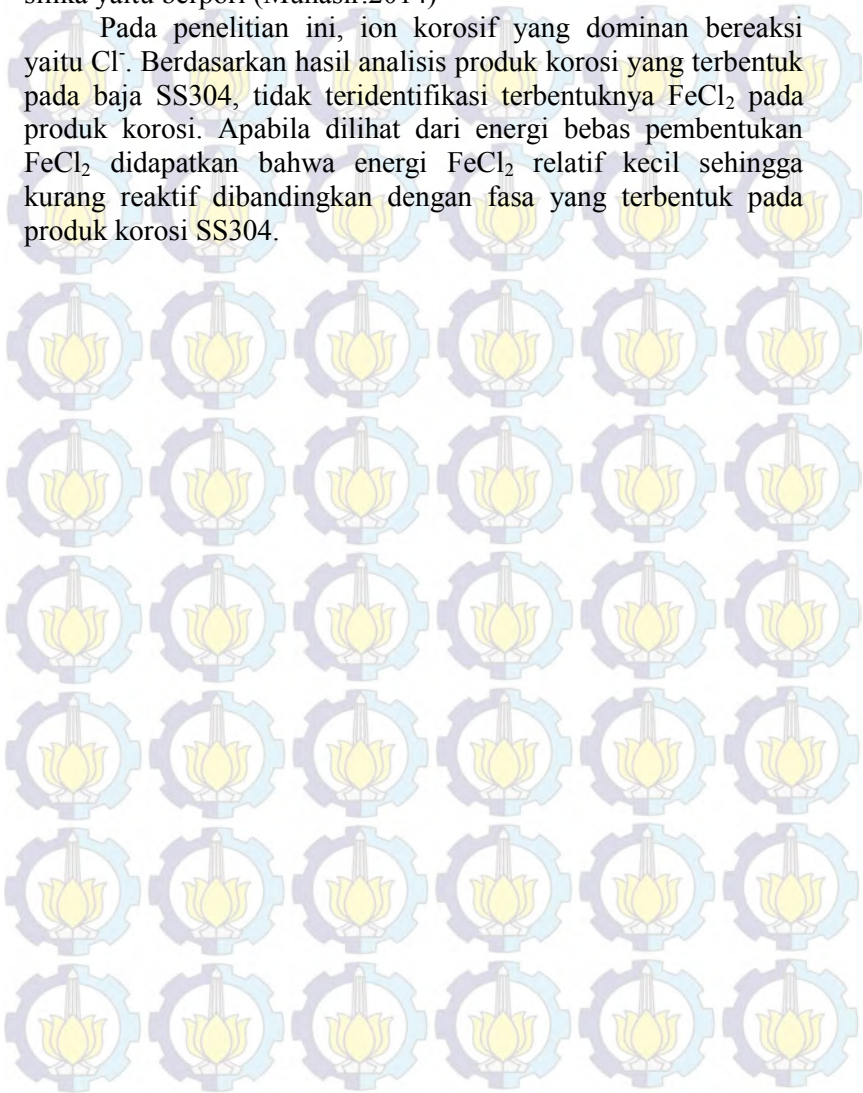 silika yaitu berpori (Munasir.2014)
Pada penelitian ini, ion korosif yang dominan bereaksi
yaitu Cl⁻. Berdasarkan hasil analisis produk korosi yang terbentuk
pada baja SS304, tidak teridentifikasi terbentuknya FeCl₂ pada
produk korosi. Apabila dilihat dari energi bebas pembentukan
FeCl₂ didapatkan bahwa energi FeCl₂ relatif kecil sehingga
kurang reaktif dibandingkan dengan fasa yang terbentuk pada
produk korosi SS304.